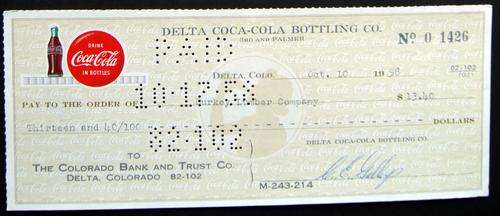 DELTA COCA-COLA BOTTLING CO.
3RD AND PALMER
Nº 0 1426
PAID
DRINK
Coca-Cola
IN BOTTLES
DELTA, COLO. Oct. 10 1958
82-102
1021
10·17·58
PAY TO THE ORDER OF Lumber Company $ 13.40
Thirteen and 40/100 DOLLARS
82-102
TO
DELTA COCA-COLA BOTTLING CO.
THE COLORADO BANK AND TRUST CO.
DELTA, COLORADO 82-102
M-243-214